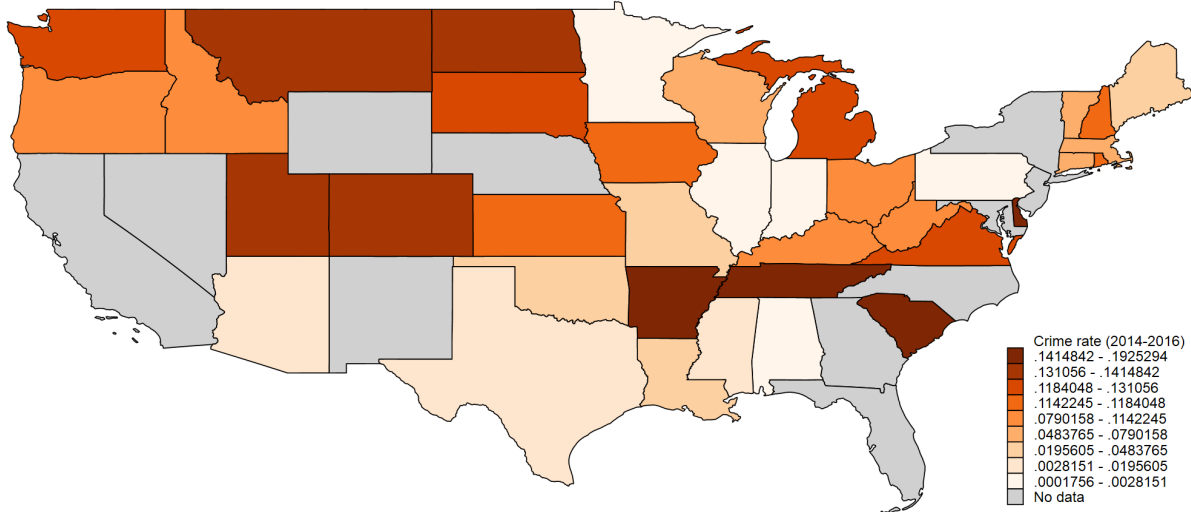 Crime rate (2014-2016)
.1414842 - .1925294
.131056 - .1414842
.1184048 - .131056
.1142245 - .1184048
.0790158 - .1142245
.0483765 - .0790158
.0195605 - .0483765
.0028151 - .0195605
.0001756 - .0028151
No data